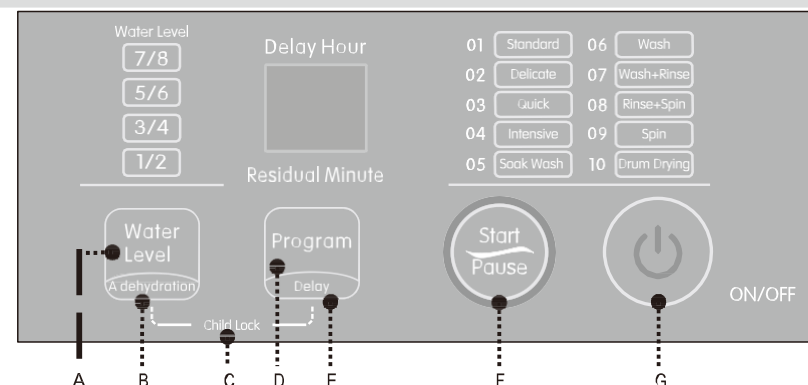 Water Level
7/8
5/6
3/4
1/2
Delay Hour
Residual Minute
01 Standard
02 Delicate
03 Quick
04 Intensive
05 Soak Wash
06 Wash
07 Wash+Rinse
08 Rinse+Spin
09 Spin
10 Drum Drying
Water
Level
A dehydration
Program
Delay
Child Lock
Start
Pause
ON/OFF
A B C D E F G